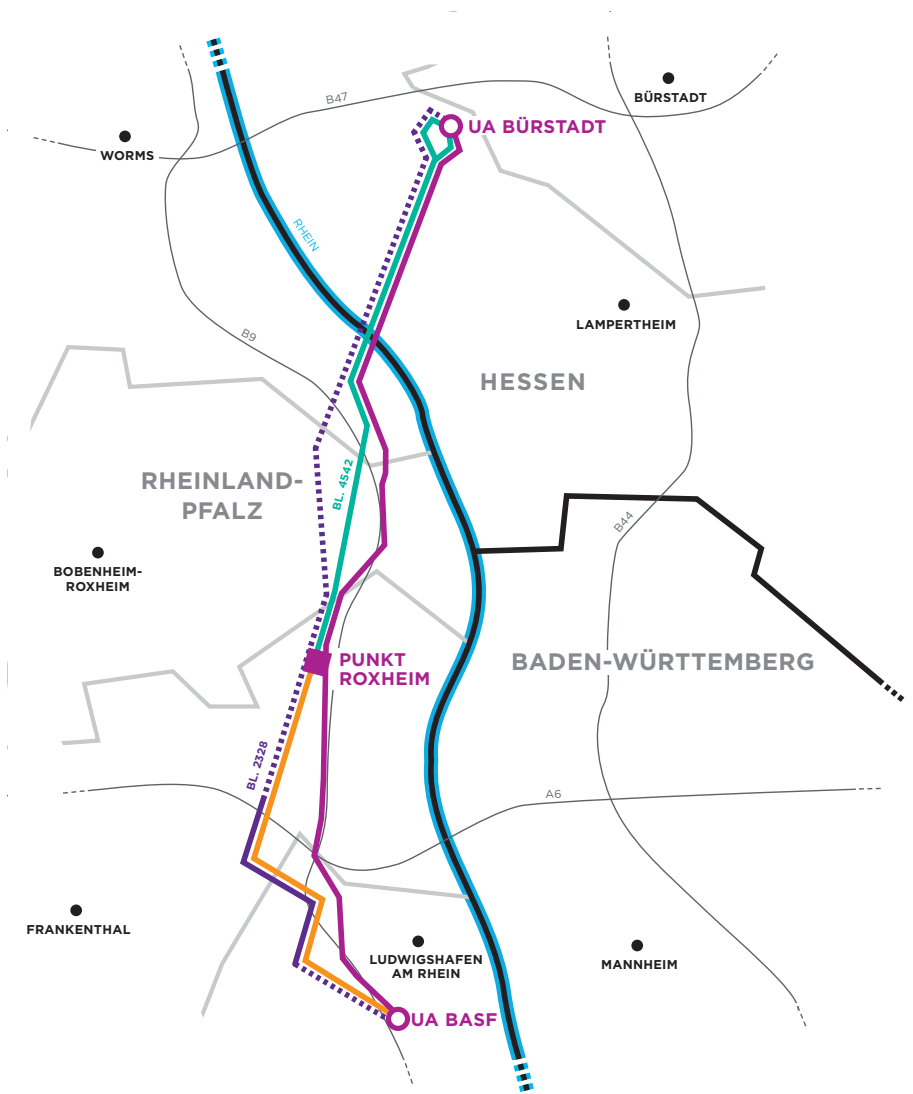 BÜRSTADT
B47
UA BÜRSTADT
WORMS
RHEIN
LAMPERTHEIM
B9
HESSEN
RHEINLAND-
PFALZ
BL. 4542
B44
BOBENHEIM-
ROXHEIM
PUNKT
ROXHEIM
BADEN-WÜRTTEMBERG
BL. 2328
A6
FRANKENTHAL
LUDWIGSHAFEN
AM RHEIN
MANNHEIM
UA BASF